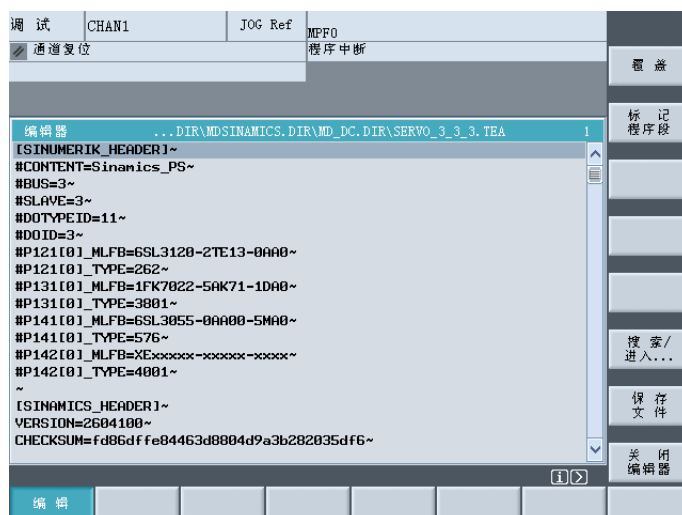 调 试 CHAN1 JOG Ref MPF0
通道复位 程序中断
覆 盖
标 记
程序段
编辑器 ...DIR\MDSINAMICS.DIR\MD_DC.DIR\SERVO_3_3_3.TEA 1
[SINUMERIK_HEADER]~
#CONTENT=Sinamics_PS~
#BUS=3~
#SLAVE=3~
#DOTYPEID=11~
#DOID=3~
#P121[0]_MLFB=6SL3120-2TE13-0AA0~
#P121[0]_TYPE=262~
#P131[0]_MLFB=1FK7022-5AK71-1DA0~
#P131[0]_TYPE=3801~
#P141[0]_MLFB=6SL3055-0AA00-5MA0~
#P141[0]_TYPE=576~
#P142[0]_MLFB=XExxxxx-xxxxx-xxxx~
#P142[0]_TYPE=4001~
~
[SINAMICS_HEADER]~
VERSION=2604100~
CHECKSUM=fd86dffe84463d8804d9a3b282035df6~
搜 索/
进入...
保 存
文 件
关 闭
编辑器
编 辑